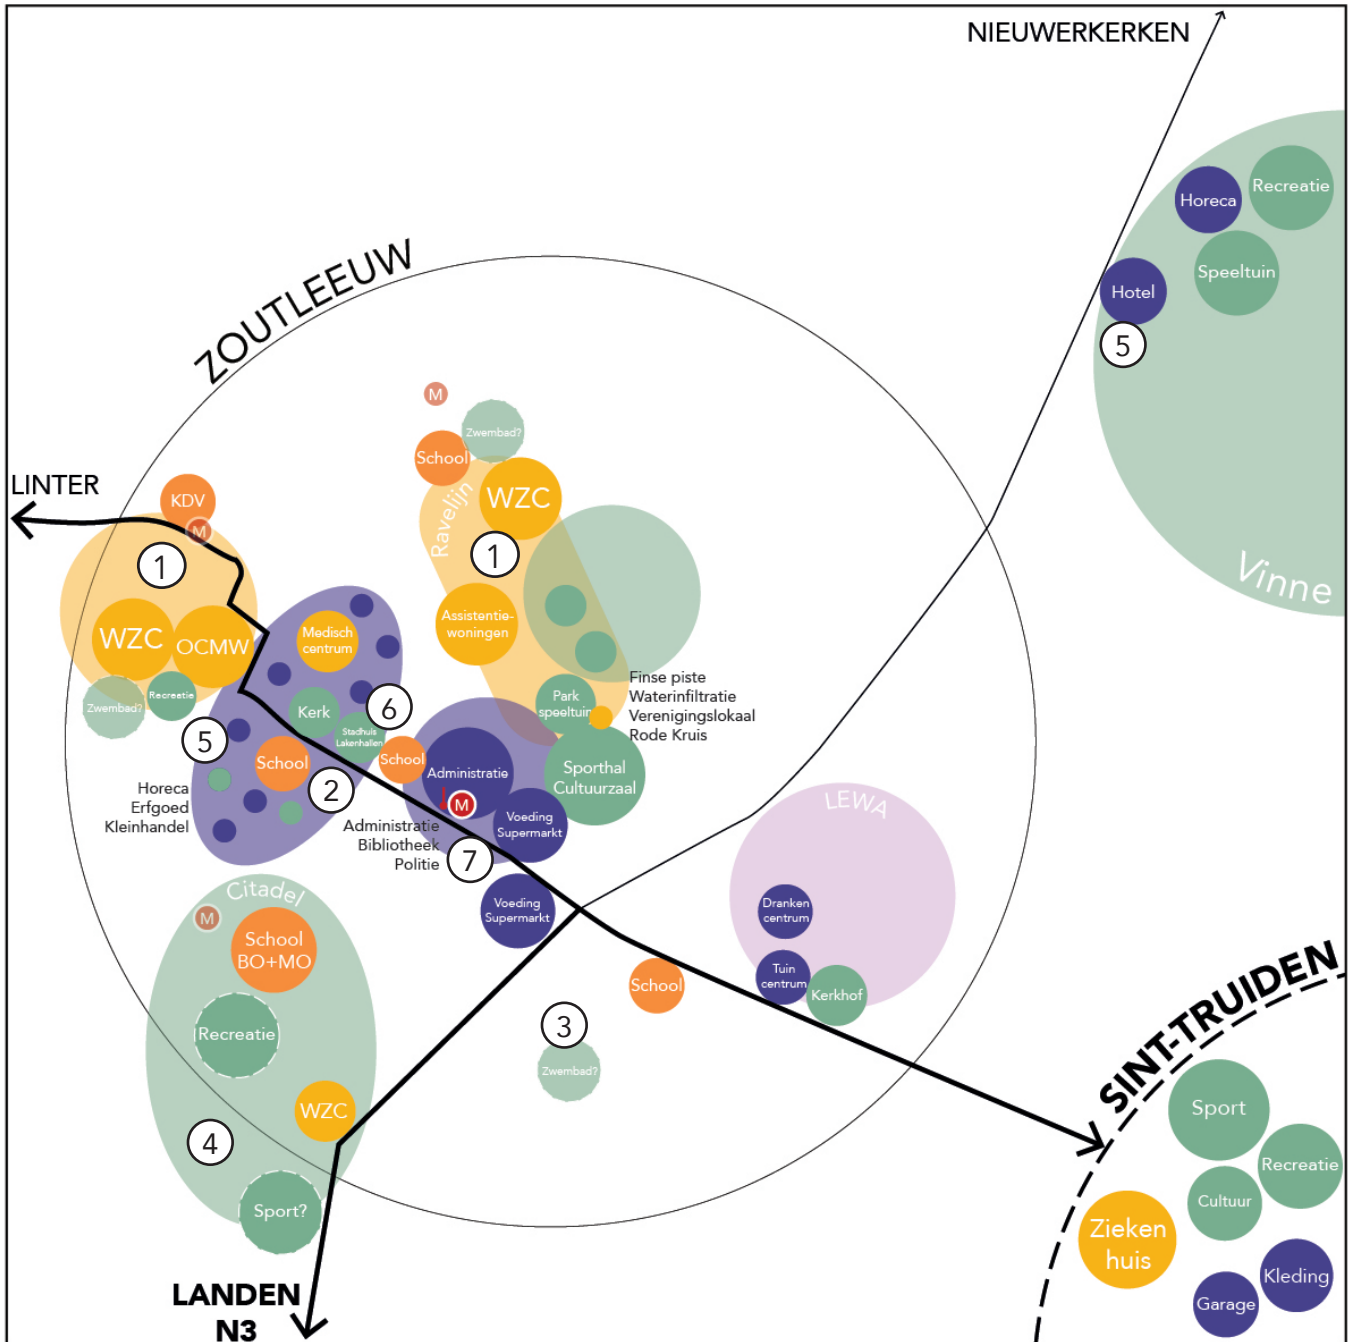 NIEUWERKERKEN
Horeca
Recreatie
Speeltuin
Hotel
5
Vinne
ZOUTLEEUW
M
Zwembad?
School
WZC
Ravelijn
1
Assistentie-
woningen
LINTER
KDV
M
1
WZC
OCMW
Zwembad?
Recreatie
Medisch
centrum
Kerk
Stadhuis
Lakenhallen
6
5
School
2
Horeca
Erfgoed
Kleinhandel
School
Park
speeltuin
Finse piste
Waterinfiltratie
Verenigingslokaal
Rode Kruis
Administratie
M
Sporthal
Cultuurzaal
Voeding
Supermarkt
Administratie
Bibliotheek
Politie
7
Voeding
Supermarkt
LEWA
Dranken
centrum
Tuin
centrum
Kerkhof
Citadel
M
School
BO+MO
Recreatie
WZC
4
Sport?
School
3
Zwembad?
LANDEN
N3
SINT-TRUIDEN
Sport
Recreatie
Cultuur
Zieken
huis
Kleding
Garage